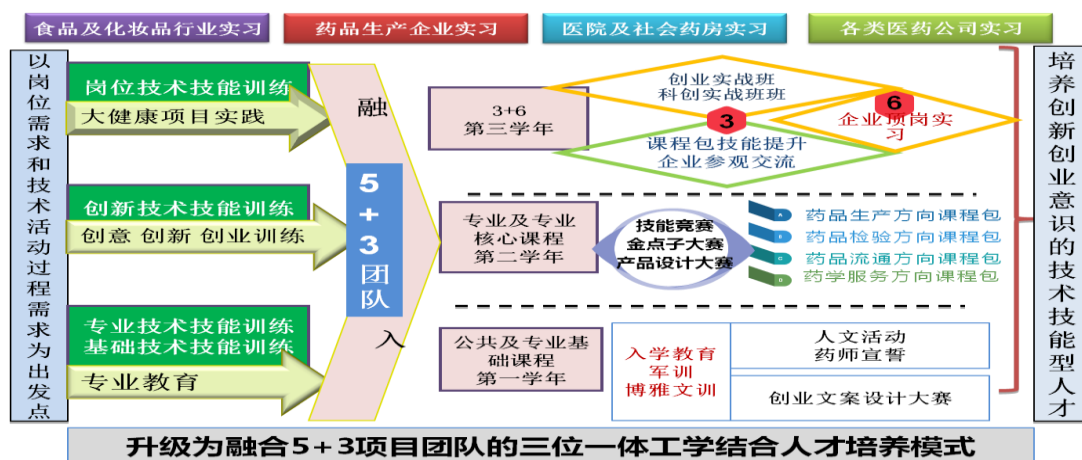 食品及化妆品行业实习
药品生产企业实习
医院及社会药房实习
各类医药公司实习
以岗位需求和技术活动过程需求为出发点
岗位技术技能训练
大健康项目实践
创新技术技能训练
创意 创新 创业训练
专业技术技能训练
基础技术技能训练
专业教育
融
5+3团队
入
3+6
第三学年
创业实战班
科创实战班班
3
课程包技能提升
企业参观交流
6
企业顶岗实
习
专业及专业
核心课程
第二学年
技能竞赛
金点子大赛
产品设计大赛
A
药品生产方向课程包
B
药品检验方向课程包
C
药品流通方向课程包
D
药学服务方向课程包
公共及专业基
础课程
第一学年
入学教育
军训
博雅文训
人文活动
药师宣誓
创业文案设计大赛
培养创新创业意识的技术技能型人才
升级为融合5+3项目团队的三位一体工学结合人才培养模式